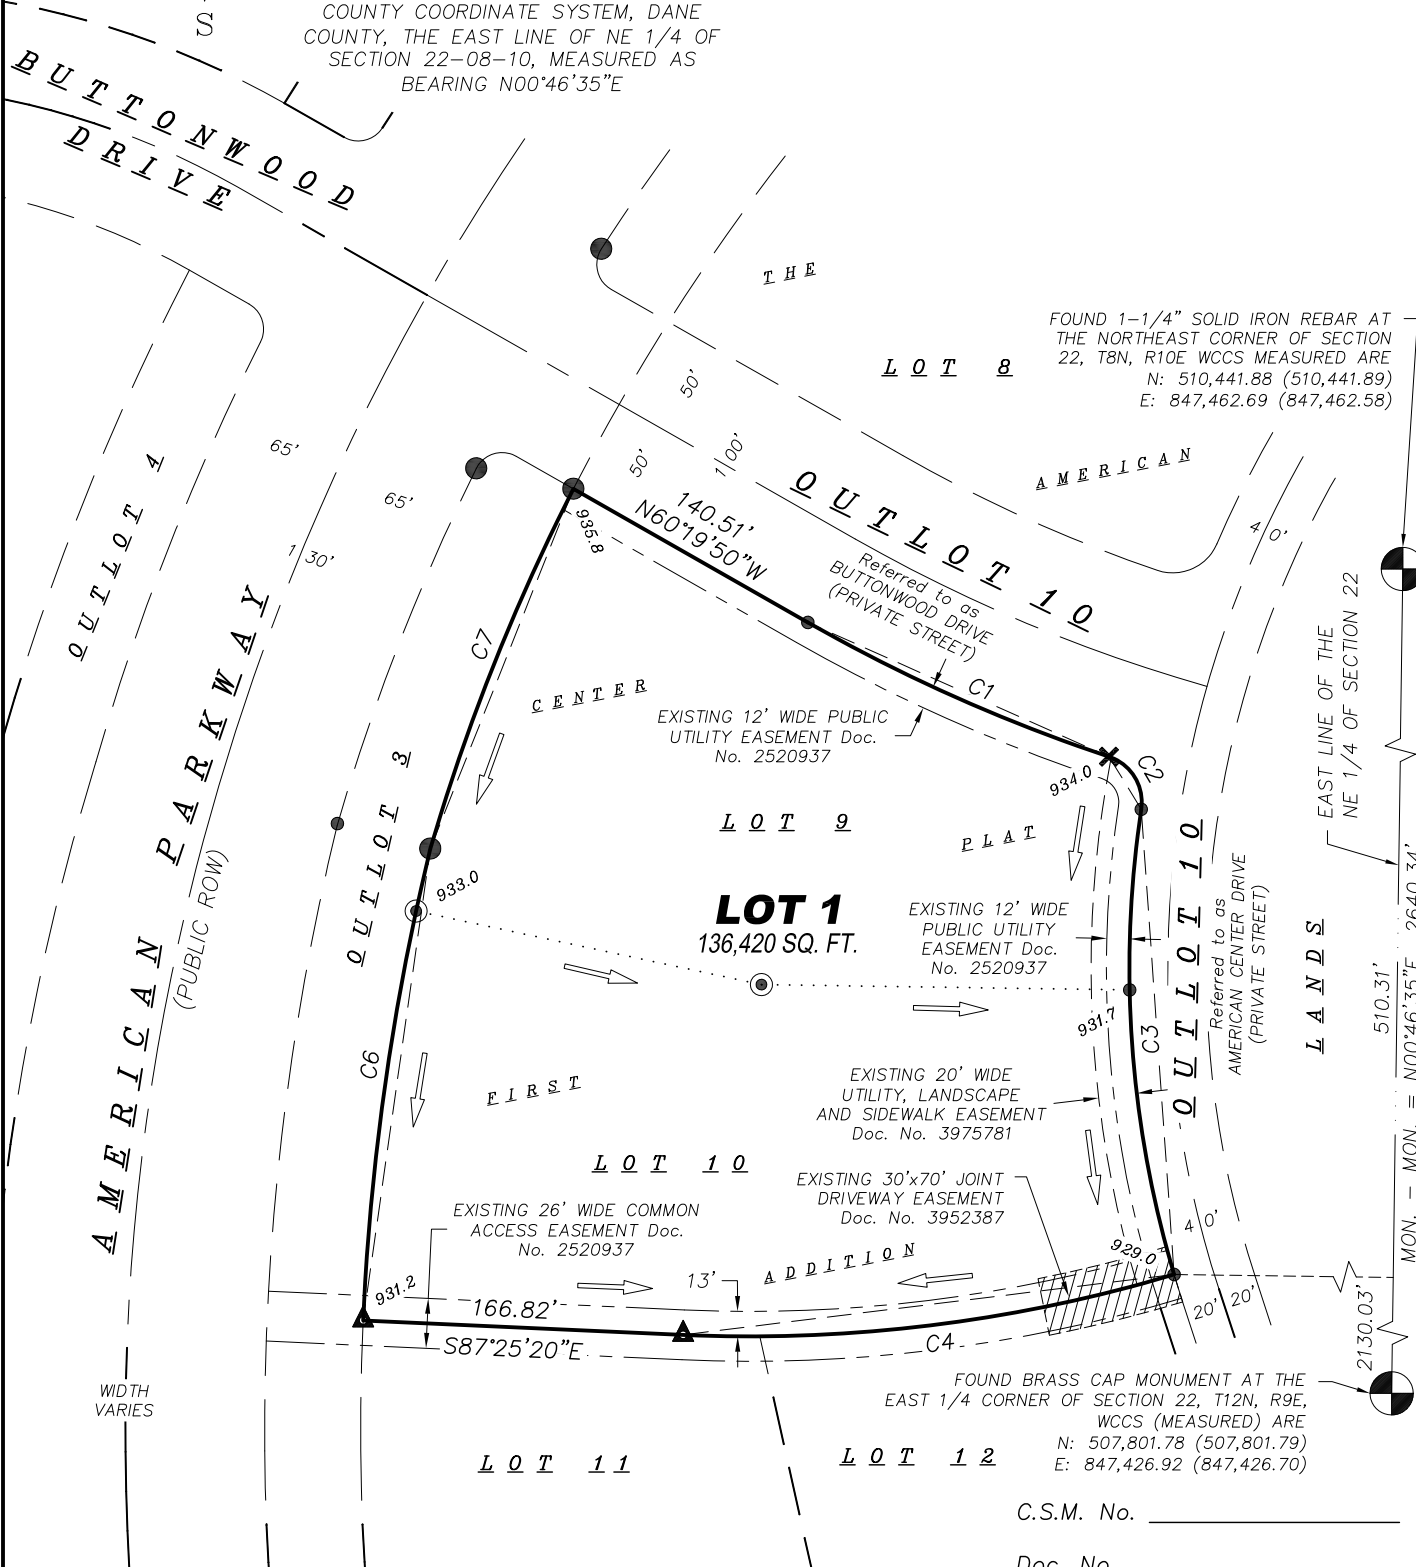 S
COUNTY COORDINATE SYSTEM, DANE
COUNTY, THE EAST LINE OF NE 1/4 OF
SECTION 22-08-10, MEASURED AS
BEARING N00°46'35"E
BUTTONWOOD
DRIVE
THE
LOT 8
FOUND 1-1/4" SOLID IRON REBAR AT
THE NORTHEAST CORNER OF SECTION
22, T8N, R10E WCCS MEASURED ARE
N: 510,441.88 (510,441.89)
E: 847,462.69 (847,462.58)
50'
65'
50'
100'
AMERICAN
65'
OUTLOT 4
130'
935.8
140.51'
N60°19'50"W
OUTLOT 10
40'
Referred to as
BUTTONWOOD DRIVE
(PRIVATE STREET)
EAST LINE OF THE
NE 1/4 OF SECTION 22
AMERICAN PARKWAY
(PUBLIC ROW)
C7
CENTER
C1
EXISTING 12' WIDE PUBLIC
UTILITY EASEMENT Doc.
No. 2520937
OUTLOT 3
934.0
C2
LOT 9
PLAT
933.0
LOT 1
136,420 SQ. FT.
EXISTING 12' WIDE
PUBLIC UTILITY
EASEMENT Doc.
No. 2520937
OUTLOT 10
Referred to as
AMERICAN CENTER DRIVE
(PRIVATE STREET)
LANDS
510.31'
MON. - MON. = N00°46'35"E 2640.34'
931.7
C3
C6
FIRST
EXISTING 20' WIDE
UTILITY, LANDSCAPE
AND SIDEWALK EASEMENT
Doc. No. 3975781
LOT 10
EXISTING 30'x70' JOINT
DRIVEWAY EASEMENT
Doc. No. 3952387
EXISTING 26' WIDE COMMON
ACCESS EASEMENT Doc.
No. 2520937
40'
929.0
ADDITION
13'
931.2
166.82'
S87°25'20"E
C4
20' 20'
2130.03'
WIDTH
VARIES
FOUND BRASS CAP MONUMENT AT THE
EAST 1/4 CORNER OF SECTION 22, T12N, R9E,
WCCS (MEASURED) ARE
N: 507,801.78 (507,801.79)
E: 847,426.92 (847,426.70)
LOT 11
LOT 12
C.S.M. No.
Doc. No.